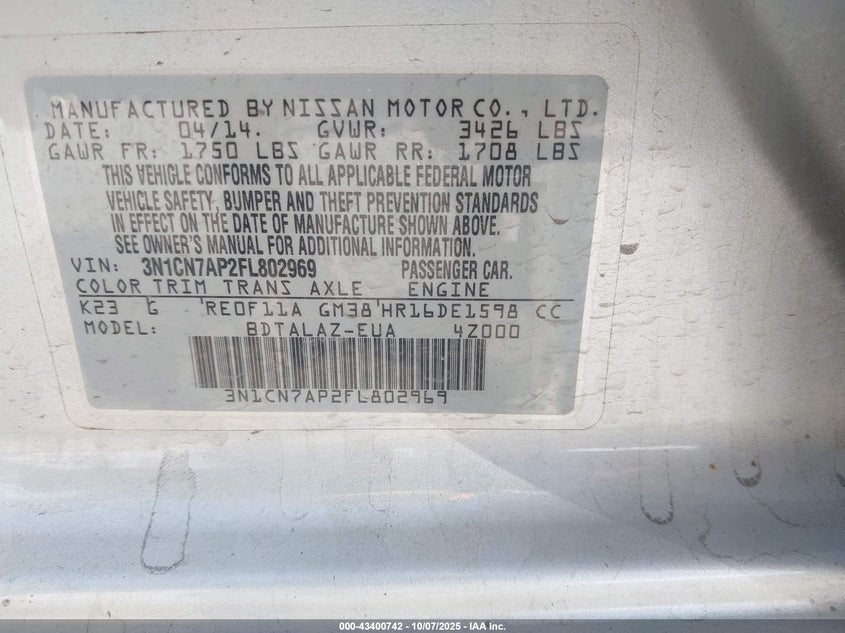 MANUFACTURED BY NISSAN MOTOR CO., LTD.
DATE: 04/14. GVWR: 3426 LBS
GAWR FR: 1750 LBS GAWR RR: 1708 LBS
THIS VEHICLE CONFORMS TO ALL APPLICABLE FEDERAL MOTOR
VEHICLE SAFETY, BUMPER AND THEFT PREVENTION STANDARDS
IN EFFECT ON THE DATE OF MANUFACTURE SHOWN ABOVE.
SEE OWNER'S MANUAL FOR ADDITIONAL INFORMATION.
VIN: 3N1CN7AP2FL802969 PASSENGER CAR.
COLOR TRIM TRANS AXLE ENGINE
K23 G 'RE0F11A GM38'HR16DE1598 CC
MODEL: BDTALAZ-EUA 4Z000
3N1CN7AP2FL802969
000-43400742 | 10/07/2025 - IAA Inc.